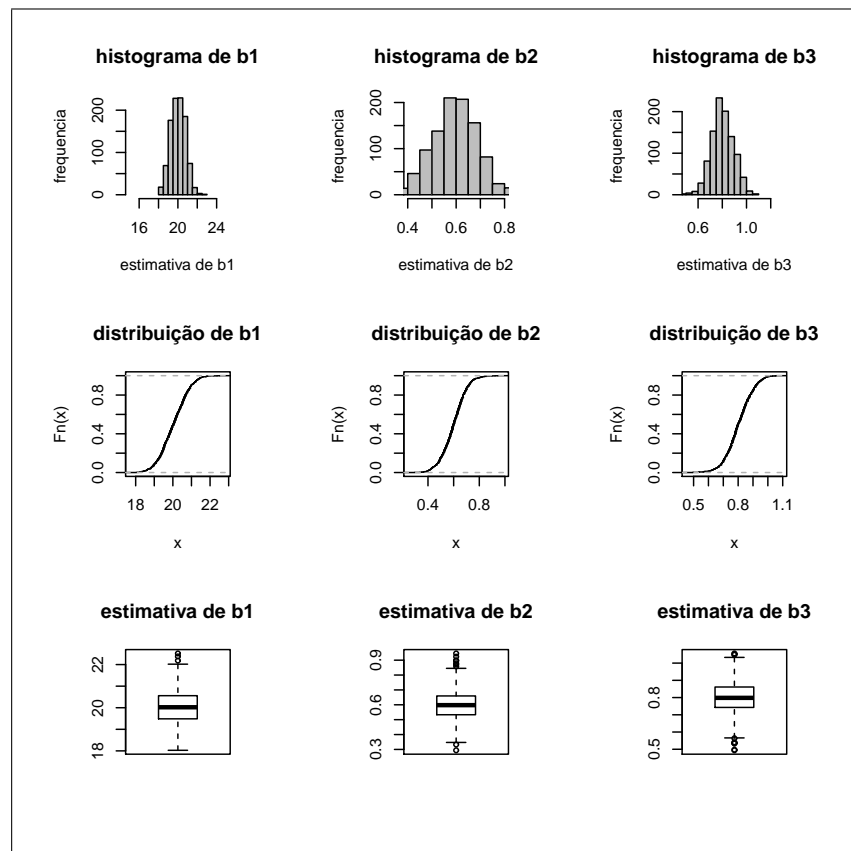 histograma de b1
frequencia
0
100
200
16
20
24
estimativa de b1
histograma de b2
frequencia
0
100
200
0.4
0.6
0.8
estimativa de b2
histograma de b3
frequencia
0
100
200
0.6
1.0
estimativa de b3
distribuição de b1
Fn(x)
0.0
0.4
0.8
18
20
22
x
distribuição de b2
Fn(x)
0.0
0.4
0.8
0.4
0.8
x
distribuição de b3
Fn(x)
0.0
0.4
0.8
0.5
0.8
1.1
x
estimativa de b1
18
20
22
estimativa de b2
0.3
0.6
0.9
estimativa de b3
0.5
0.8